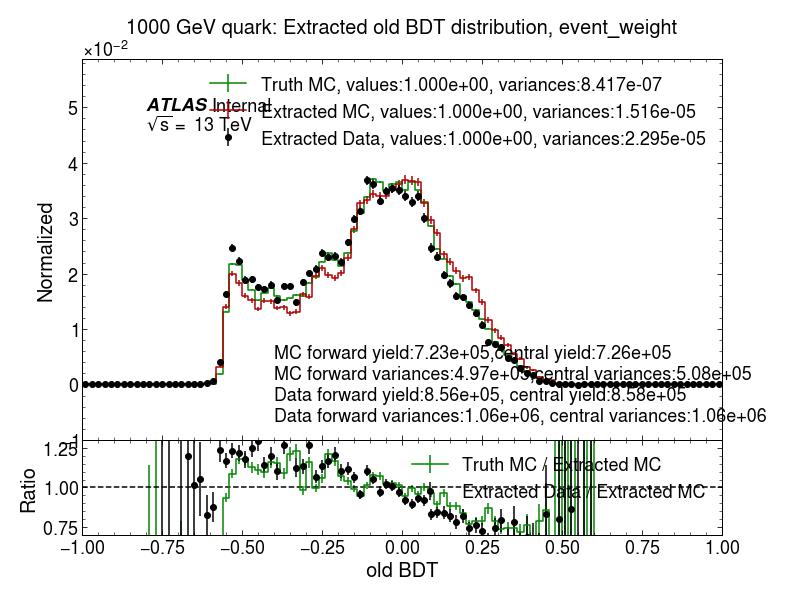 1000 GeV quark: Extracted old BDT distribution, event_weight
×10−2
Truth MC, values:1.000e+00, variances:8.417e-07
ATLAS Internal
Extracted MC, values:1.000e+00, variances:1.516e-05
√s = 13 TeV
Extracted Data, values:1.000e+00, variances:2.295e-05
5
4
3
2
1
0
−1
Normalized
MC forward yield:7.23e+05,central yield:7.26e+05
MC forward variances:4.97e+05,central variances:5.08e+05
Data forward yield:8.56e+05, central yield:8.58e+05
Data forward variances:1.06e+06, central variances:1.06e+06
1.25
1.00
0.75
Ratio
Truth MC / Extracted MC
Extracted Data / Extracted MC
−1.00 −0.75 −0.50 −0.25 0.00 0.25 0.50 0.75 1.00
old BDT